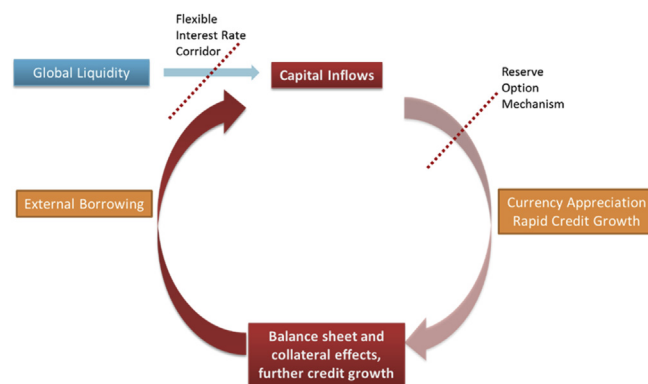 Flexible
Interest Rate
Corridor
Global Liquidity
Capital Inflows
Reserve
Option
Mechanism
External Borrowing
Currency Appreciation
Rapid Credit Growth
Balance sheet and
collateral effects,
further credit growth